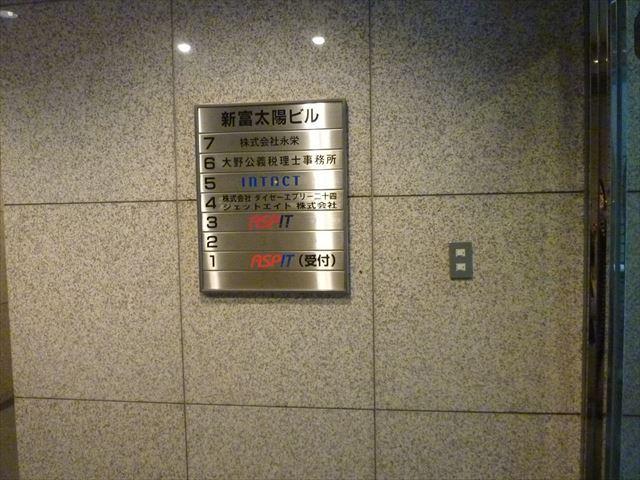 新富太陽ビル
7 株式会社永栄
6 大野公義税理士事務所
5 INTACT
4 株式会社 タイセーエブリー二十四
ジェットエイト 株式会社
3 ASPIT
2
1 ASPIT (受付)